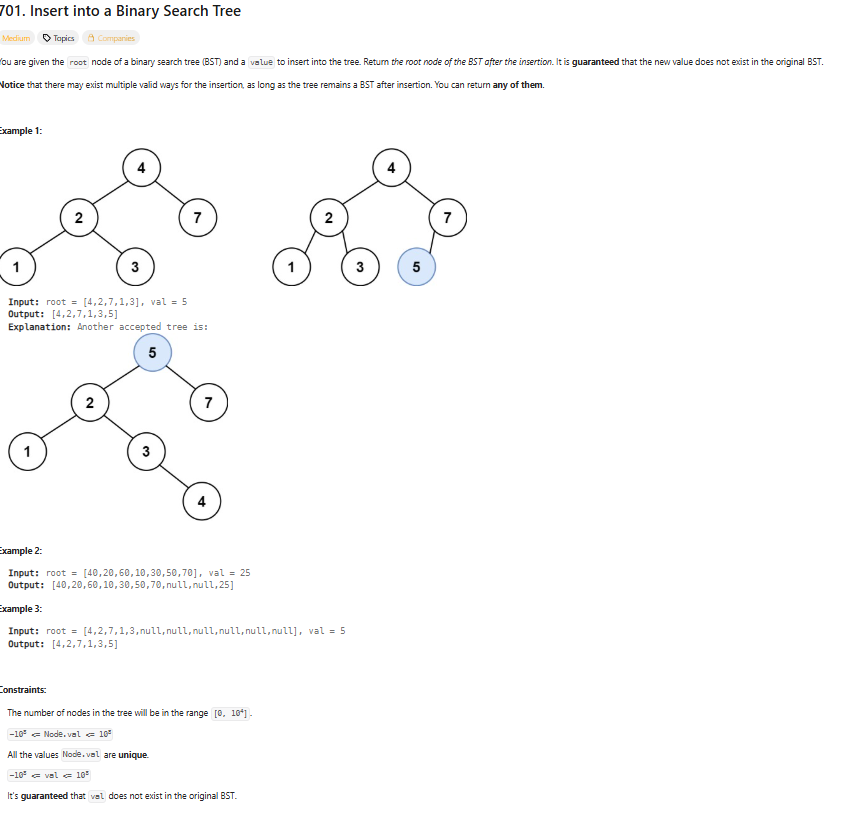 701. Insert into a Binary Search Tree
Medium Topics Companies
You are given the root node of a binary search tree (BST) and a value to insert into the tree. Return the root node of the BST after the insertion. It is guaranteed that the new value does not exist in the original BST.
Notice that there may exist multiple valid ways for the insertion, as long as the tree remains a BST after insertion. You can return any of them.
Example 1:
4 4
2 7 2 7
1 3 1 3 5
Input: root = [4,2,7,1,3], val = 5
Output: [4,2,7,1,3,5]
Explanation: Another accepted tree is:
5
2 7
1 3
4
Example 2:
Input: root = [40,20,60,10,30,50,70], val = 25
Output: [40,20,60,10,30,50,70,null,null,25]
Example 3:
Input: root = [4,2,7,1,3,null,null,null,null,null,null], val = 5
Output: [4,2,7,1,3,5]
Constraints:
The number of nodes in the tree will be in the range [0, 10⁴].
-10⁸ <= Node.val <= 10⁸
All the values Node.val are unique.
-10⁸ <= val <= 10⁸
It's guaranteed that val does not exist in the original BST.